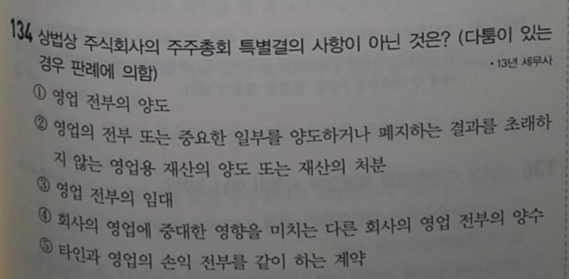 134 상법상 주식회사의 주주총회 특별결의 사항이 아닌 것은? (다툼이 있는
경우 판례에 의함)
• 13년 세무사
① 영업 전부의 양도
② 영업의 전부 또는 중요한 일부를 양도하거나 폐지하는 결과를 초래하
지 않는 영업용 재산의 양도 또는 재산의 처분
③ 영업 전부의 임대
④ 회사의 영업에 중대한 영향을 미치는 다른 회사의 영업 전부의 양수
⑤ 타인과 영업의 손익 전부를 같이 하는 계약